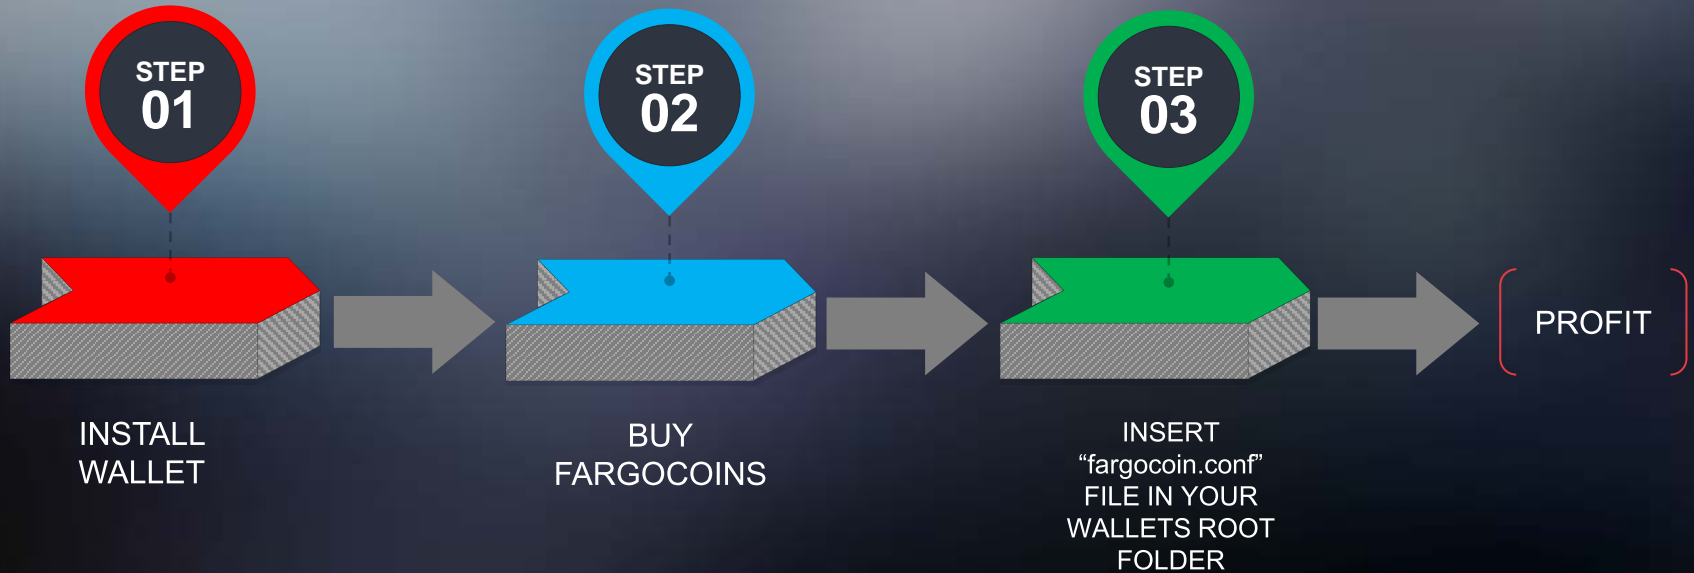 STEP
01
STEP
02
STEP
03
PROFIT
INSTALL
WALLET
BUY
FARGOCOINS
INSERT
“fargocoin.conf”
FILE IN YOUR
WALLETS ROOT
FOLDER